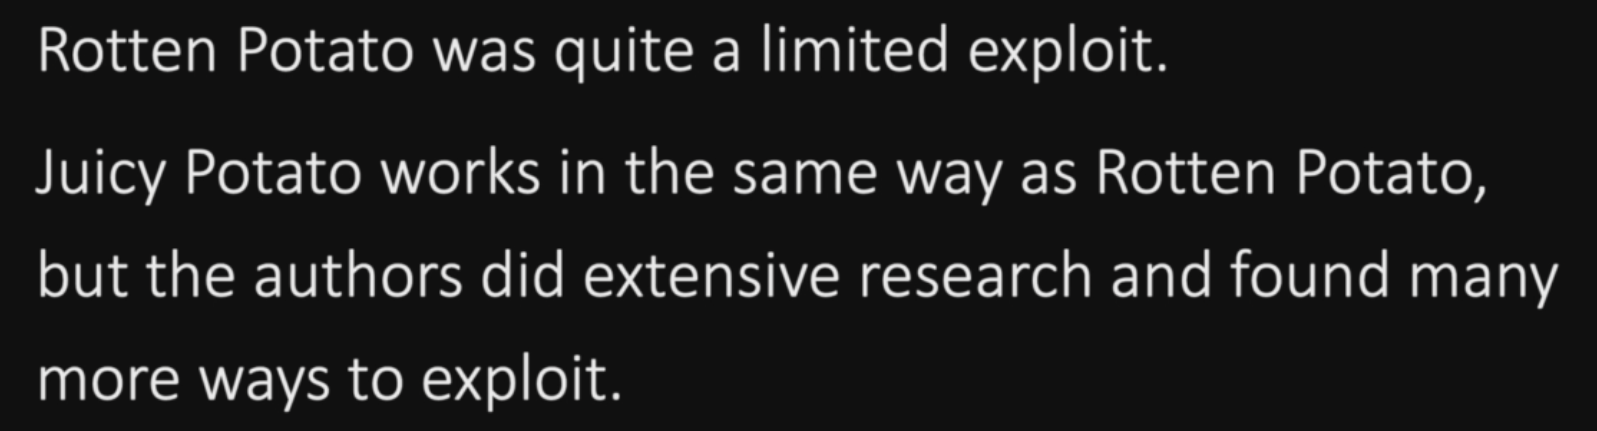 Rotten Potato was quite a limited exploit.
Juicy Potato works in the same way as Rotten Potato,
but the authors did extensive research and found many
more ways to exploit.